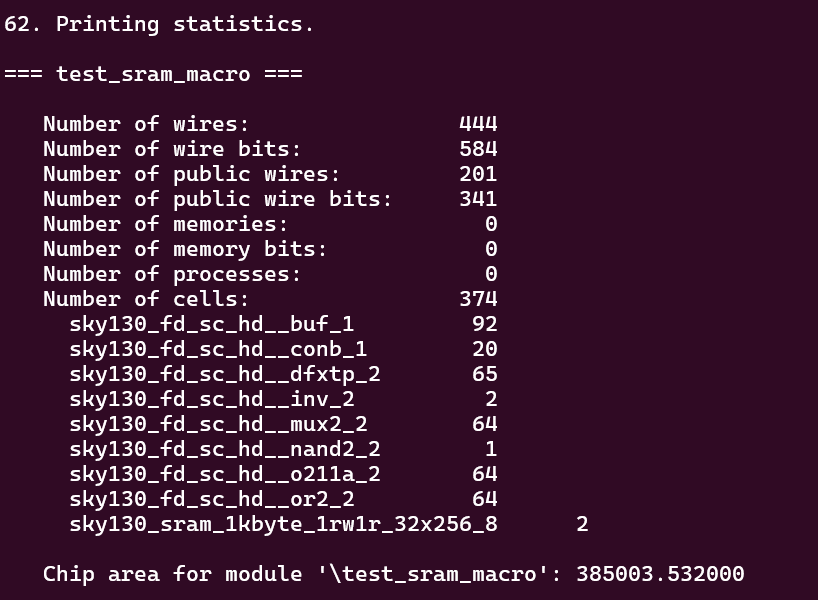 62. Printing statistics.

=== test_sram_macro ===

   Number of wires:                444
   Number of wire bits:            584
   Number of public wires:         201
   Number of public wire bits:     341
   Number of memories:               0
   Number of memory bits:            0
   Number of processes:              0
   Number of cells:                374
     sky130_fd_sc_hd__buf_1         92
     sky130_fd_sc_hd__conb_1        20
     sky130_fd_sc_hd__dfxtp_2       65
     sky130_fd_sc_hd__inv_2          2
     sky130_fd_sc_hd__mux2_2        64
     sky130_fd_sc_hd__nand2_2        1
     sky130_fd_sc_hd__o211a_2       64
     sky130_fd_sc_hd__or2_2         64
     sky130_sram_1kbyte_1rw1r_32x256_8      2

   Chip area for module '\test_sram_macro': 385003.532000